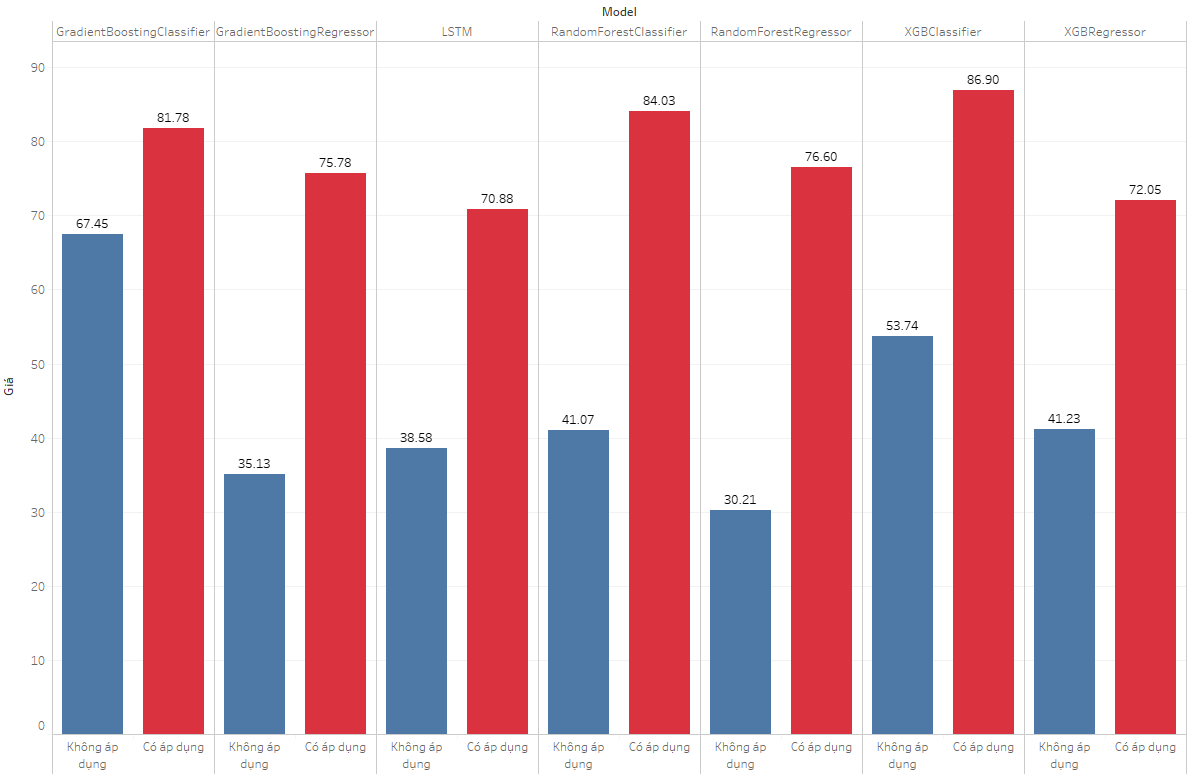 Model
GradientBoostingClassifier GradientBoostingRegressor LSTM RandomForestClassifier RandomForestRegressor XGBClassifier XGBRegressor
90
80
70
60
50
40
30
20
10
0
Giá
67.45
81.78
35.13
75.78
38.58
70.88
41.07
84.03
30.21
76.60
53.74
86.90
41.23
72.05
Không áp
dụng
Có áp dụng
Không áp
dụng
Có áp dụng
Không áp
dụng
Có áp dụng
Không áp
dụng
Có áp dụng
Không áp
dụng
Có áp dụng
Không áp
dụng
Có áp dụng
Không áp
dụng
Có áp dụng